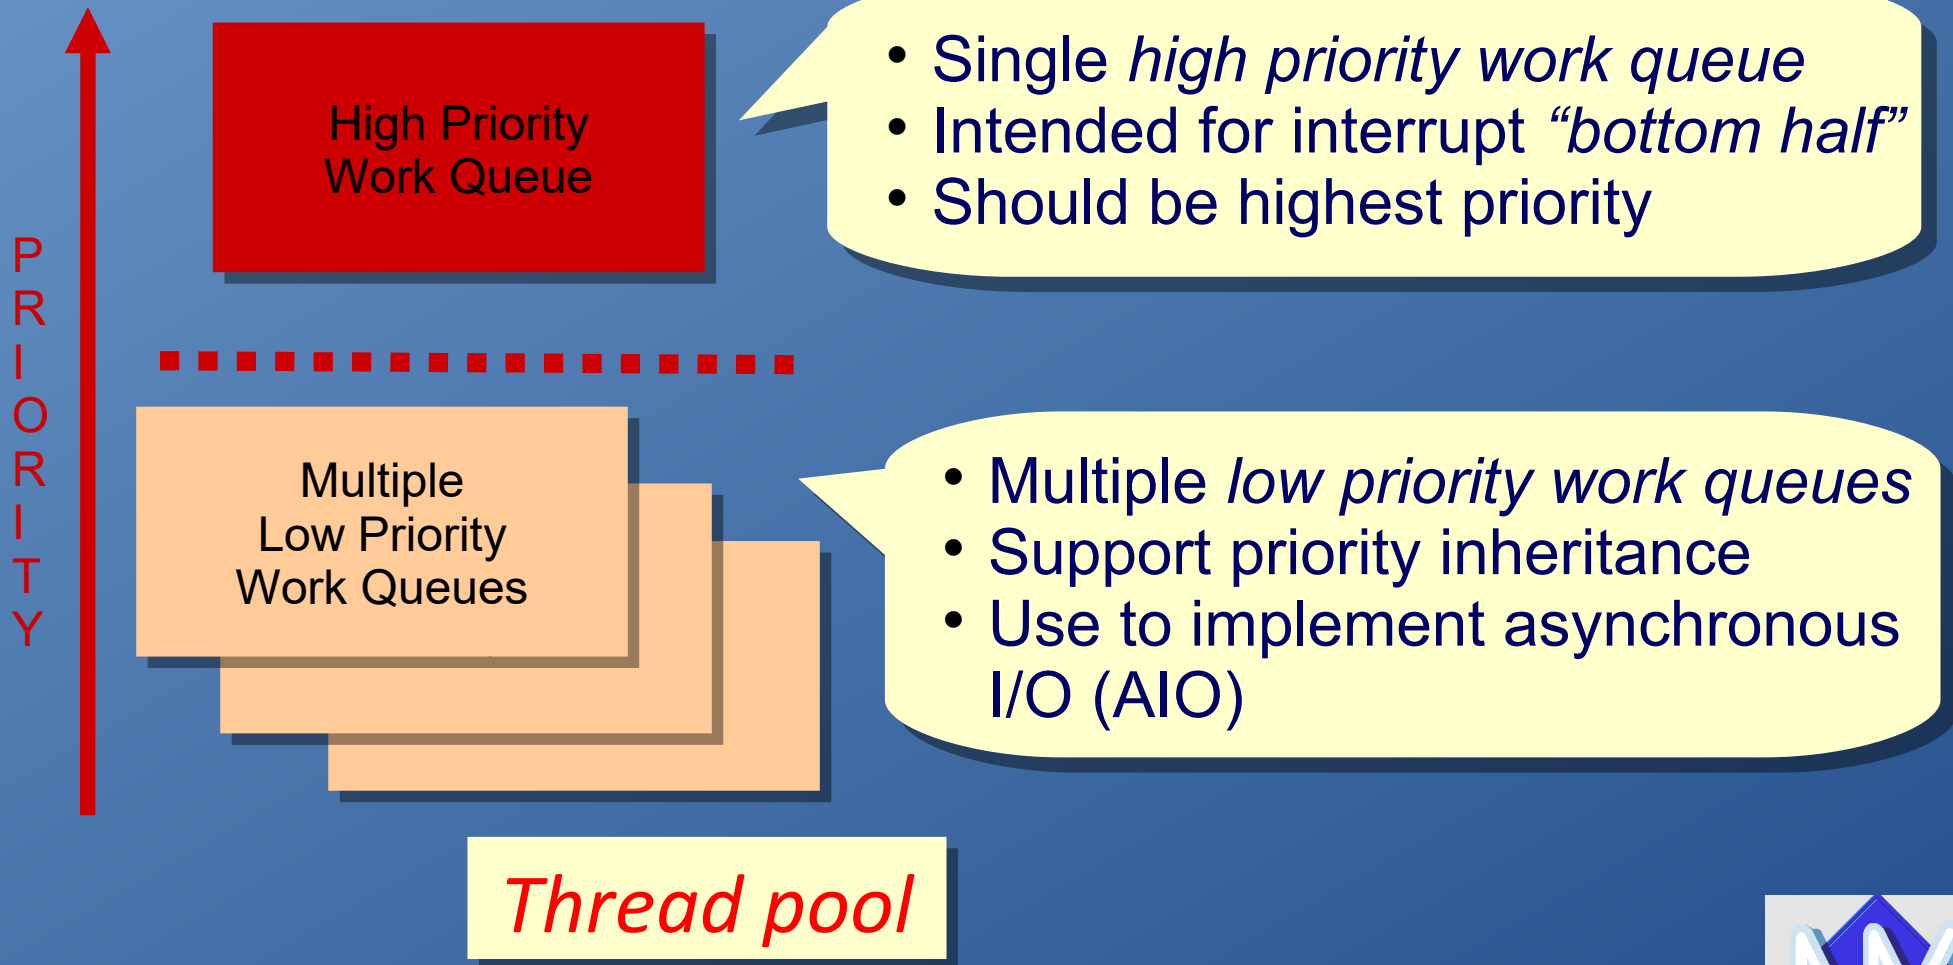 P
R
I
O
R
I
T
Y
High Priority
Work Queue
• Single high priority work queue
• Intended for interrupt “bottom half”
• Should be highest priority
Multiple
Low Priority
Work Queues
• Multiple low priority work queues
• Support priority inheritance
• Use to implement asynchronous
I/O (AIO)
Thread pool